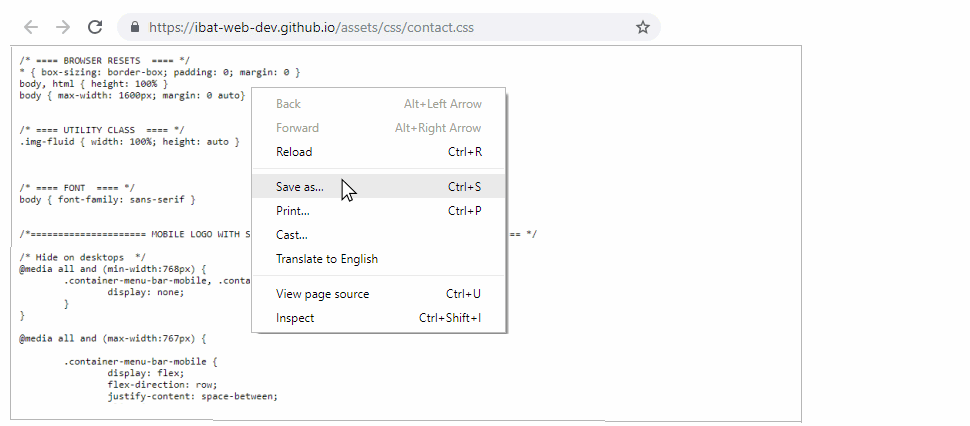 https://ibat-web-dev.github.io/assets/css/contact.css
/* ==== BROWSER RESETS  ==== */
* { box-sizing: border-box; padding: 0; margin: 0 }
body, html { height: 100% }
body { max-width: 1600px; margin: 0 auto}
/* ==== UTILITY CLASS  ==== */
.img-fluid { width: 100%; height: auto }
/* ==== FONT  ==== */
body { font-family: sans-serif }
/*===================== MOBILE LOGO WITH S
== */
/* Hide on desktops  */
@media all and (min-width:768px) {
.container-menu-bar-mobile, .conta
display: none;
}
}
@media all and (max-width:767px) {
.container-menu-bar-mobile {
display: flex;
flex-direction: row;
justify-content: space-between;
Back Alt+Left Arrow
Forward Alt+Right Arrow
Reload Ctrl+R
Save as... Ctrl+S
Print... Ctrl+P
Cast...
Translate to English
View page source Ctrl+U
Inspect Ctrl+Shift+I